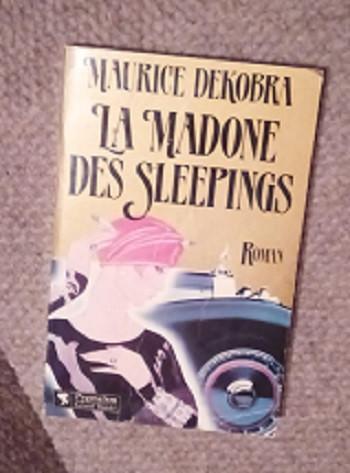 MAURICE DEKOBRA
LA MADONE
DES SLEEPINGS
ROMAN